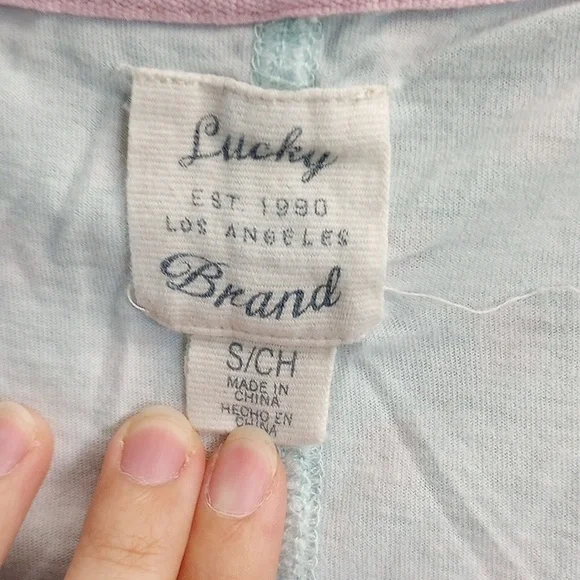 Lucky
EST. 1990
LOS ANGELES
Brand
S/CH
MADE IN
CHINA
HECHO EN
CHINA